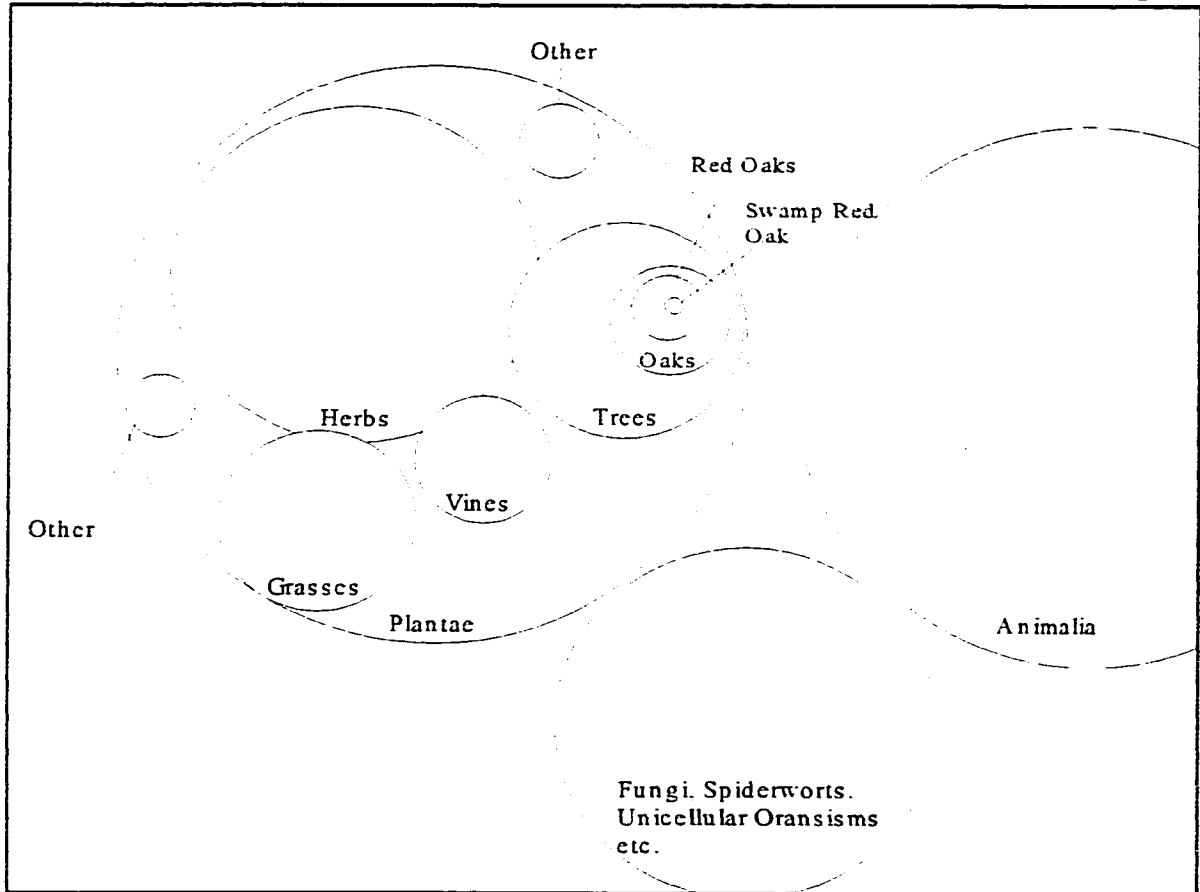 Other
Red Oaks
Swamp Red
Oak
Oaks
Herbs
Trees
Vines
Other
Grasses
Plantae
Animalia
Fungi. Spiderworts.
Unicellular Oransisms
etc.